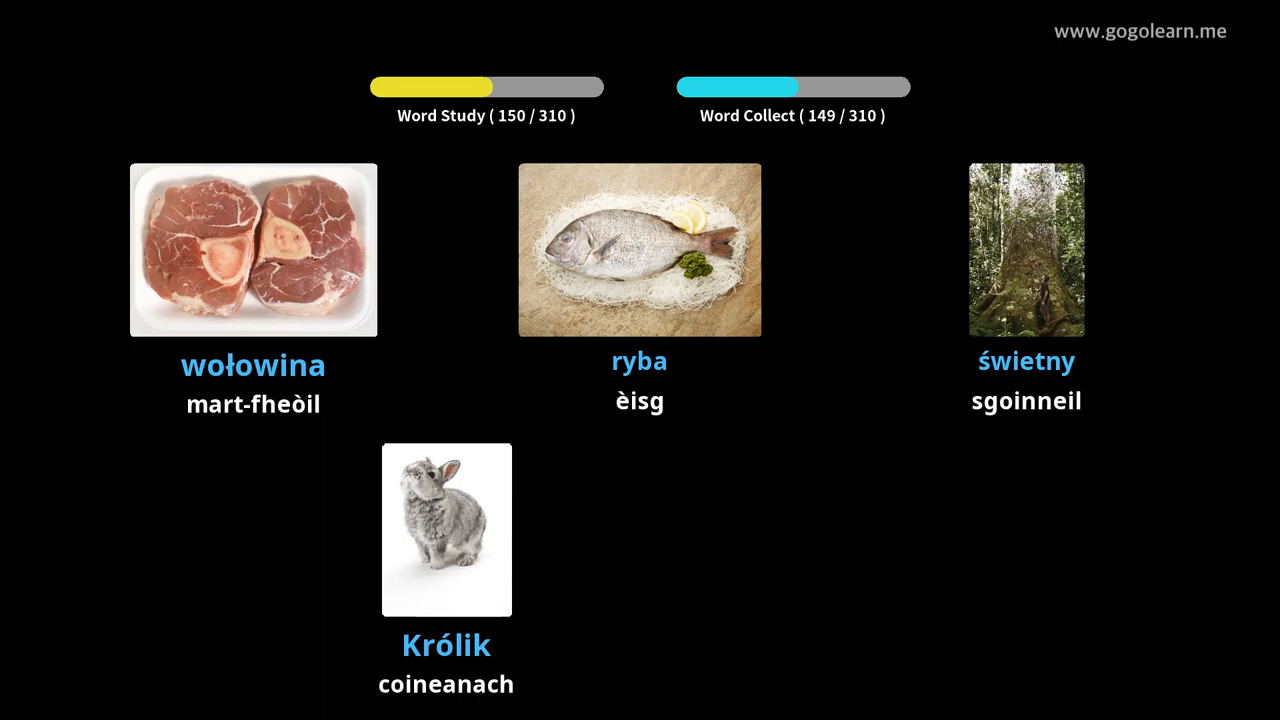 www.gogolearn.me
Word Study ( 150 / 310 )
Word Collect ( 149 / 310 )
wołowina
mart-fheòil
ryba
èisg
świetny
sgoinneil
Królik
coineanach